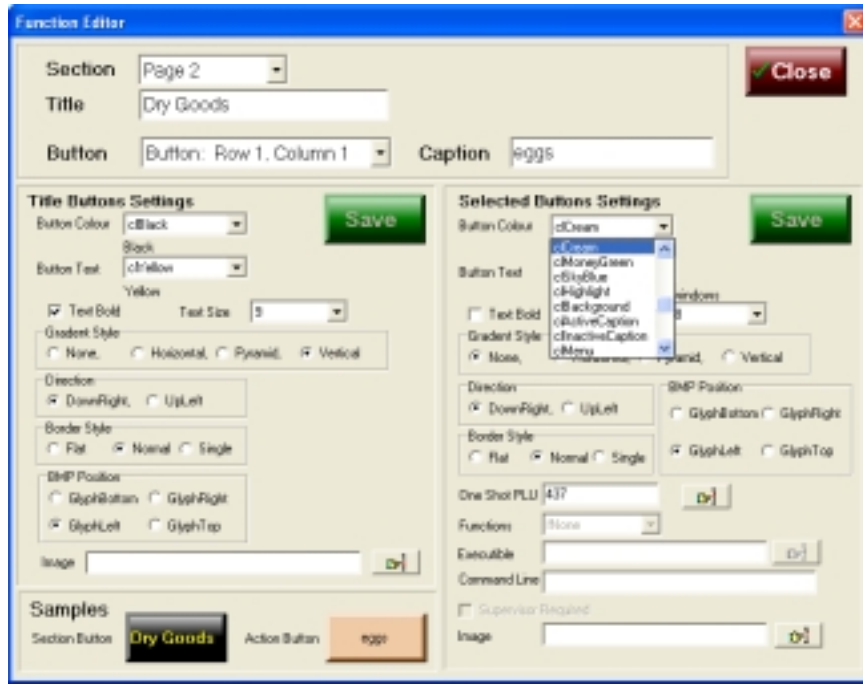 Function Editor
Section Page 2
Close
Title Dry Goods
Button Button: Row 1, Column 1 Caption eggs
Title Buttons Settings
Button Colour clBlack Save
Black
Button Text clYellow
Yellow
Text Bold Text Size 9
Gradient Style
None, Horizontal, Pyramid, Vertical
Direction
DownRight, UpLeft
Border Style
Flat Normal Single
BMP Position
GlyphBottom GlyphRight
GlyphLeft GlyphTop
Image
Samples
Section Button Dry Goods Action Button eggs
Selected Buttons Settings
Button Colour clCream Save
clCream
clMoneyGreen
clSkyBlue
clHighlight
clBackground
clActiveCaption
clInactiveCaption
clMenu
Button Text
windows
Text Bold 8
Gradient Style
None, Pyramid, Vertical
Direction
DownRight, UpLeft
Border Style
Flat Normal Single
BMP Position
GlyphBottom GlyphRight
GlyphLeft GlyphTop
One Shot PLU 437
Functions None
Executible
Command Line
Supervisor Required
Image